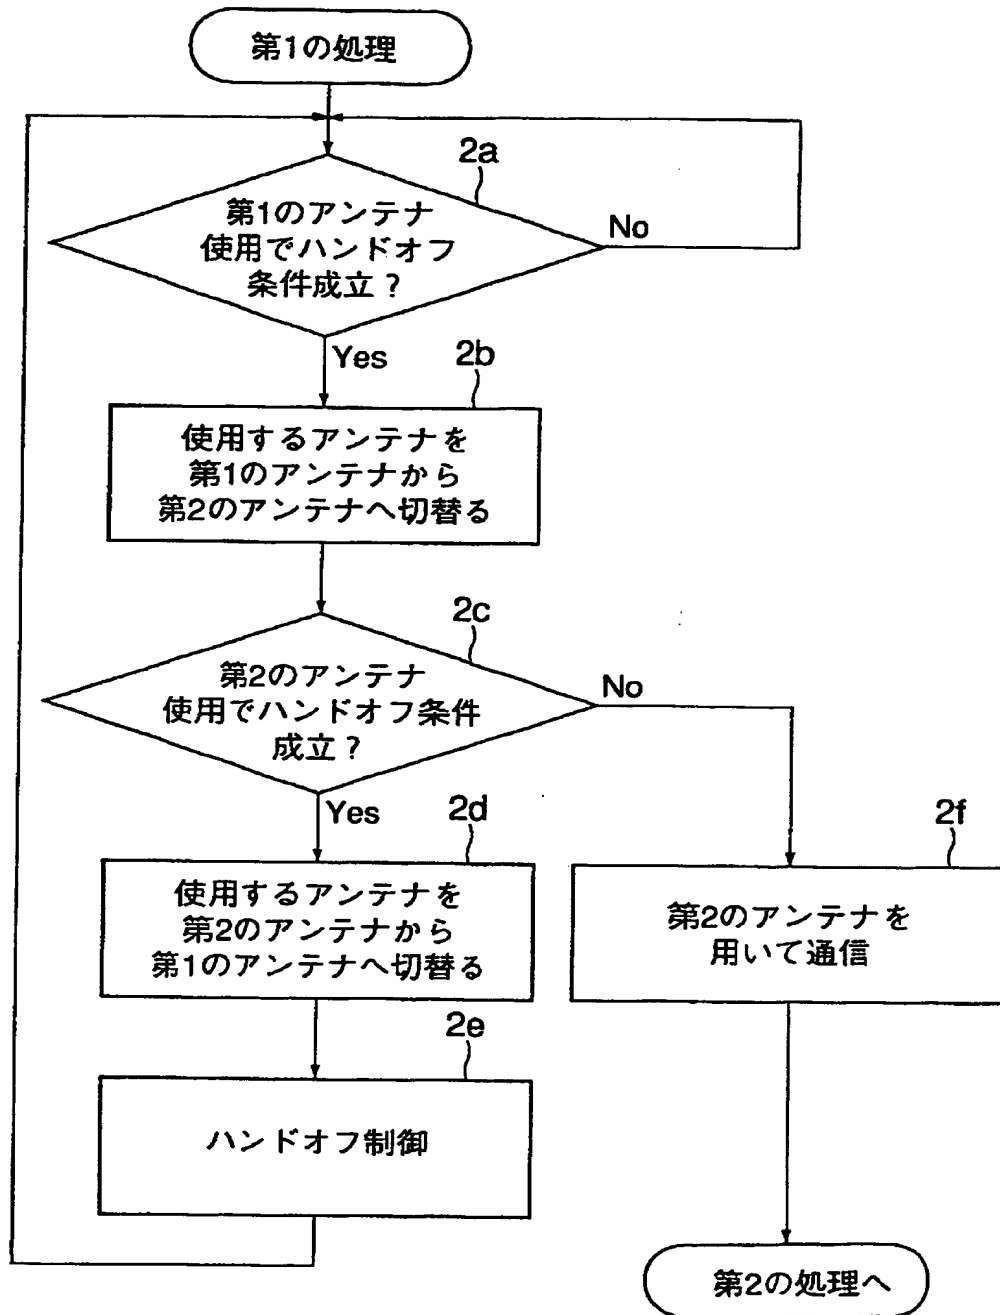 第1の処理
2a
第1のアンテナ
使用でハンドオフ
条件成立？
No
Yes
2b
使用するアンテナを
第1のアンテナから
第2のアンテナへ切替る
2c
第2のアンテナ
使用でハンドオフ条件
成立？
No
Yes
2d
使用するアンテナを
第2のアンテナから
第1のアンテナへ切替る
2f
第2のアンテナを
用いて通信
2e
ハンドオフ制御
第2の処理へ